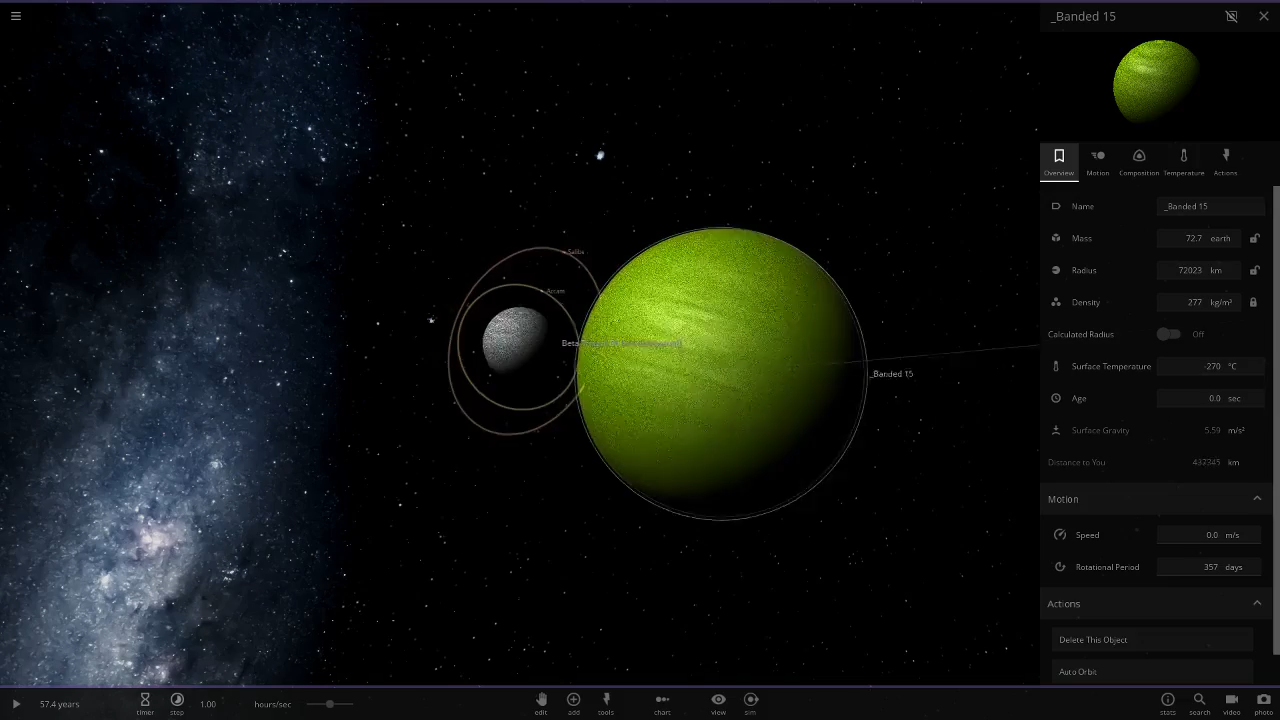 _Banded 15
Overview Motion Composition Temperature Actions
Name _Banded 15
Mass 72.7 earth
Radius 72023 km
Density 277 kg/m³
Calculated Radius Off
Surface Temperature -270 °C
Age 0.0 sec
Surface Gravity 5.59 m/s²
Distance to You 437345 km
Motion
Speed 0.0 m/s
Rotational Period 357 days
Actions
Delete This Object
Auto Orbit
Arcam
_Banded 15
57.4 years timer step 1.00 hours/sec edit add tools chart view sim stats search video photo